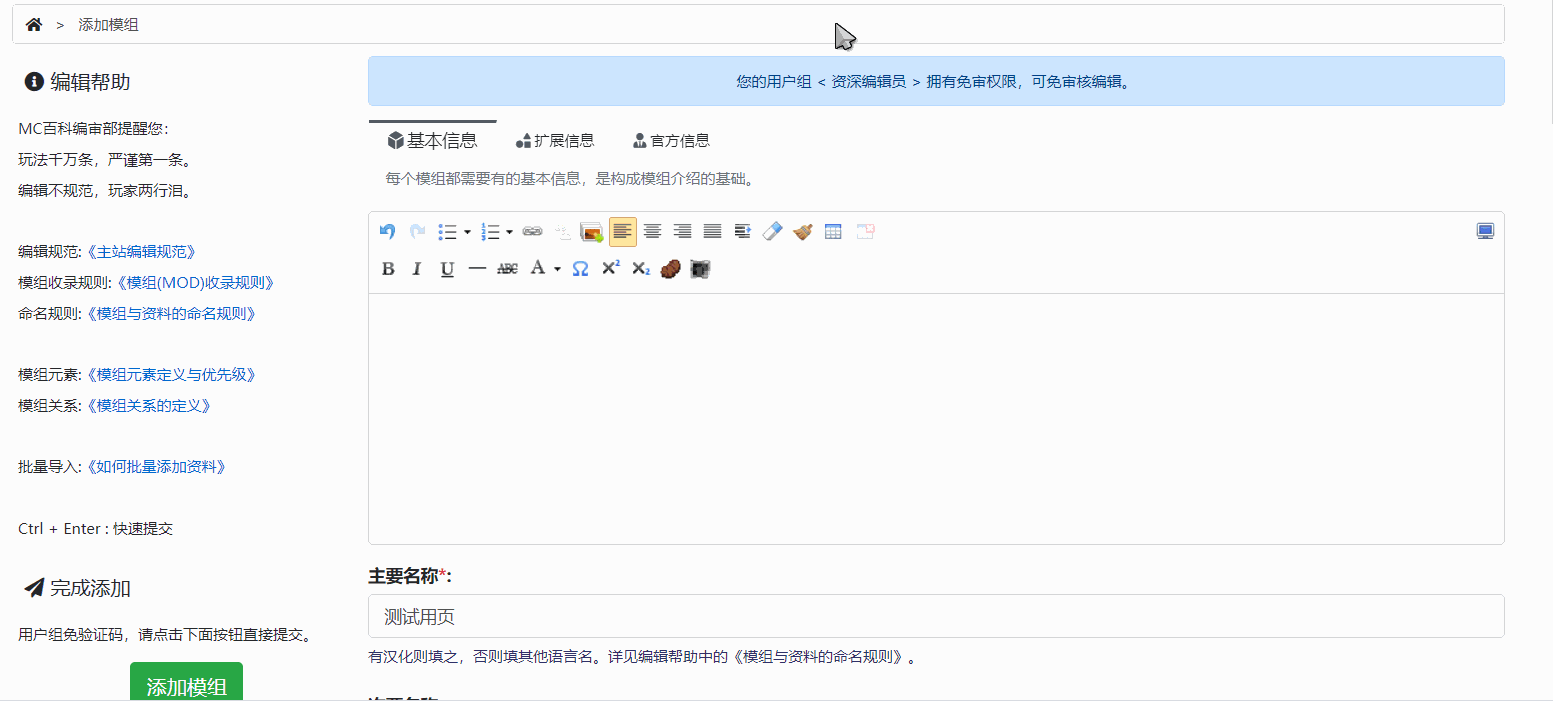 > 添加模组
编辑帮助
MC百科编审部提醒您：
玩法千万条，严谨第一条。
编辑不规范，玩家两行泪。
编辑规范:《主站编辑规范》
模组收录规则:《模组(MOD)收录规则》
命名规则:《模组与资料的命名规则》
模组元素:《模组元素定义与优先级》
模组关系:《模组关系的定义》
批量导入:《如何批量添加资料》
Ctrl + Enter : 快速提交
完成添加
用户组免验证码，请点击下面按钮直接提交。
添加模组
您的用户组 < 资深编辑员 > 拥有免审权限，可免审核编辑。
基本信息 扩展信息 官方信息
每个模组都需要有的基本信息，是构成模组介绍的基础。
B I U ABC A Ω X² X₂
主要名称*:
测试用页
有汉化则填之，否则填其他语言名。详见编辑帮助中的《模组与资料的命名规则》。